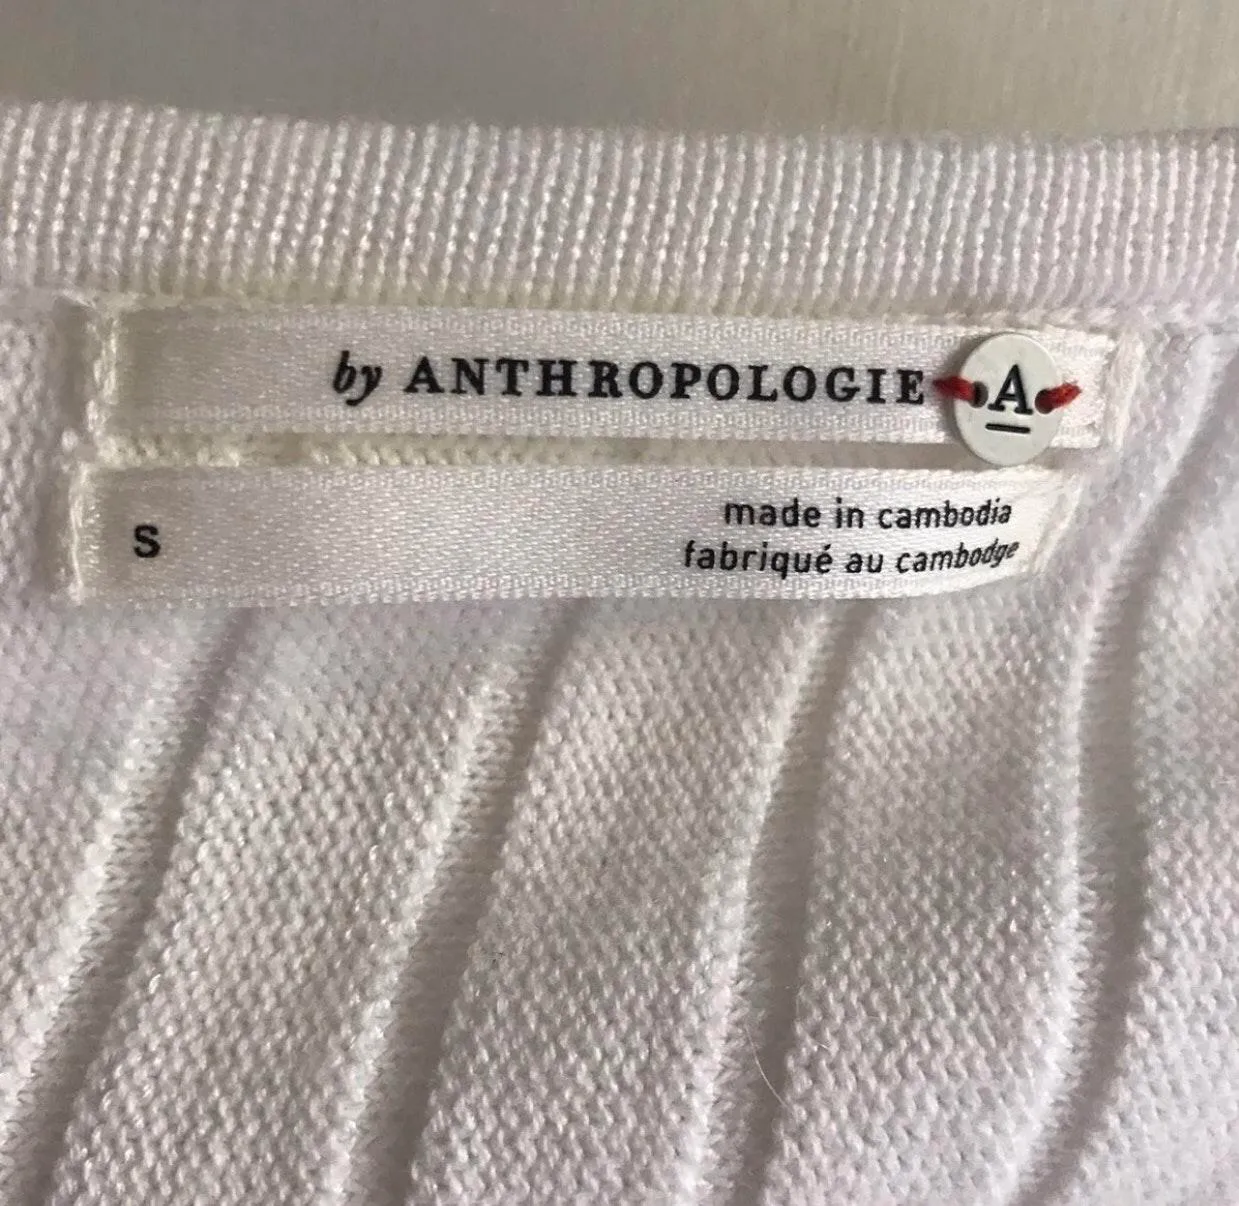 by ANTHROPOLOGIE
A
S
made in cambodia
fabriqué au cambodge